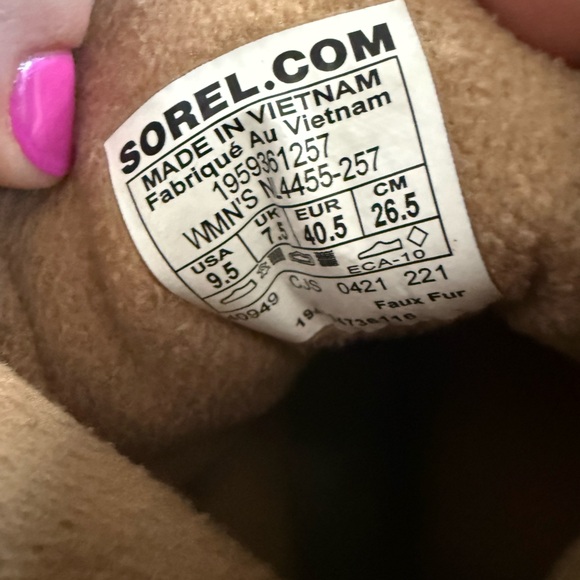 SOREL.COM
MADE IN VIETNAM
Fabriqué Au Vietnam
1959361257
WMN'S NL4455-257
USA UK EUR CM
9.5 7.5 40.5 26.5
ECA-10
CJS 0421 221
Faux Fur